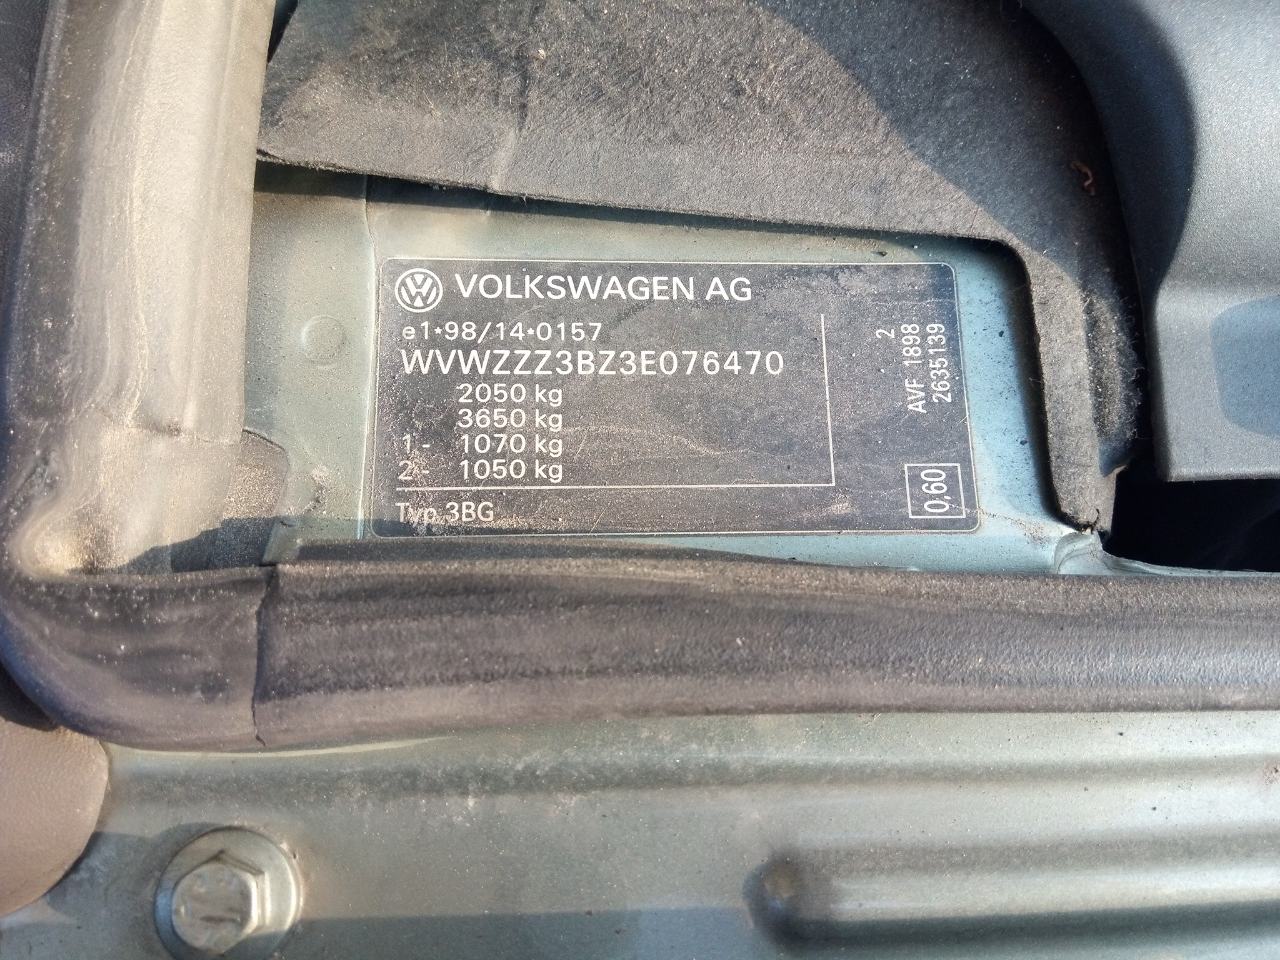 VOLKSWAGEN AG
e1*98/14*0157
WVWZZZ3BZ3E076470
2050 kg
3650 kg
1 - 1070 kg
2 - 1050 kg
Typ 3BG
2
AVF 1898
2635139
0,60